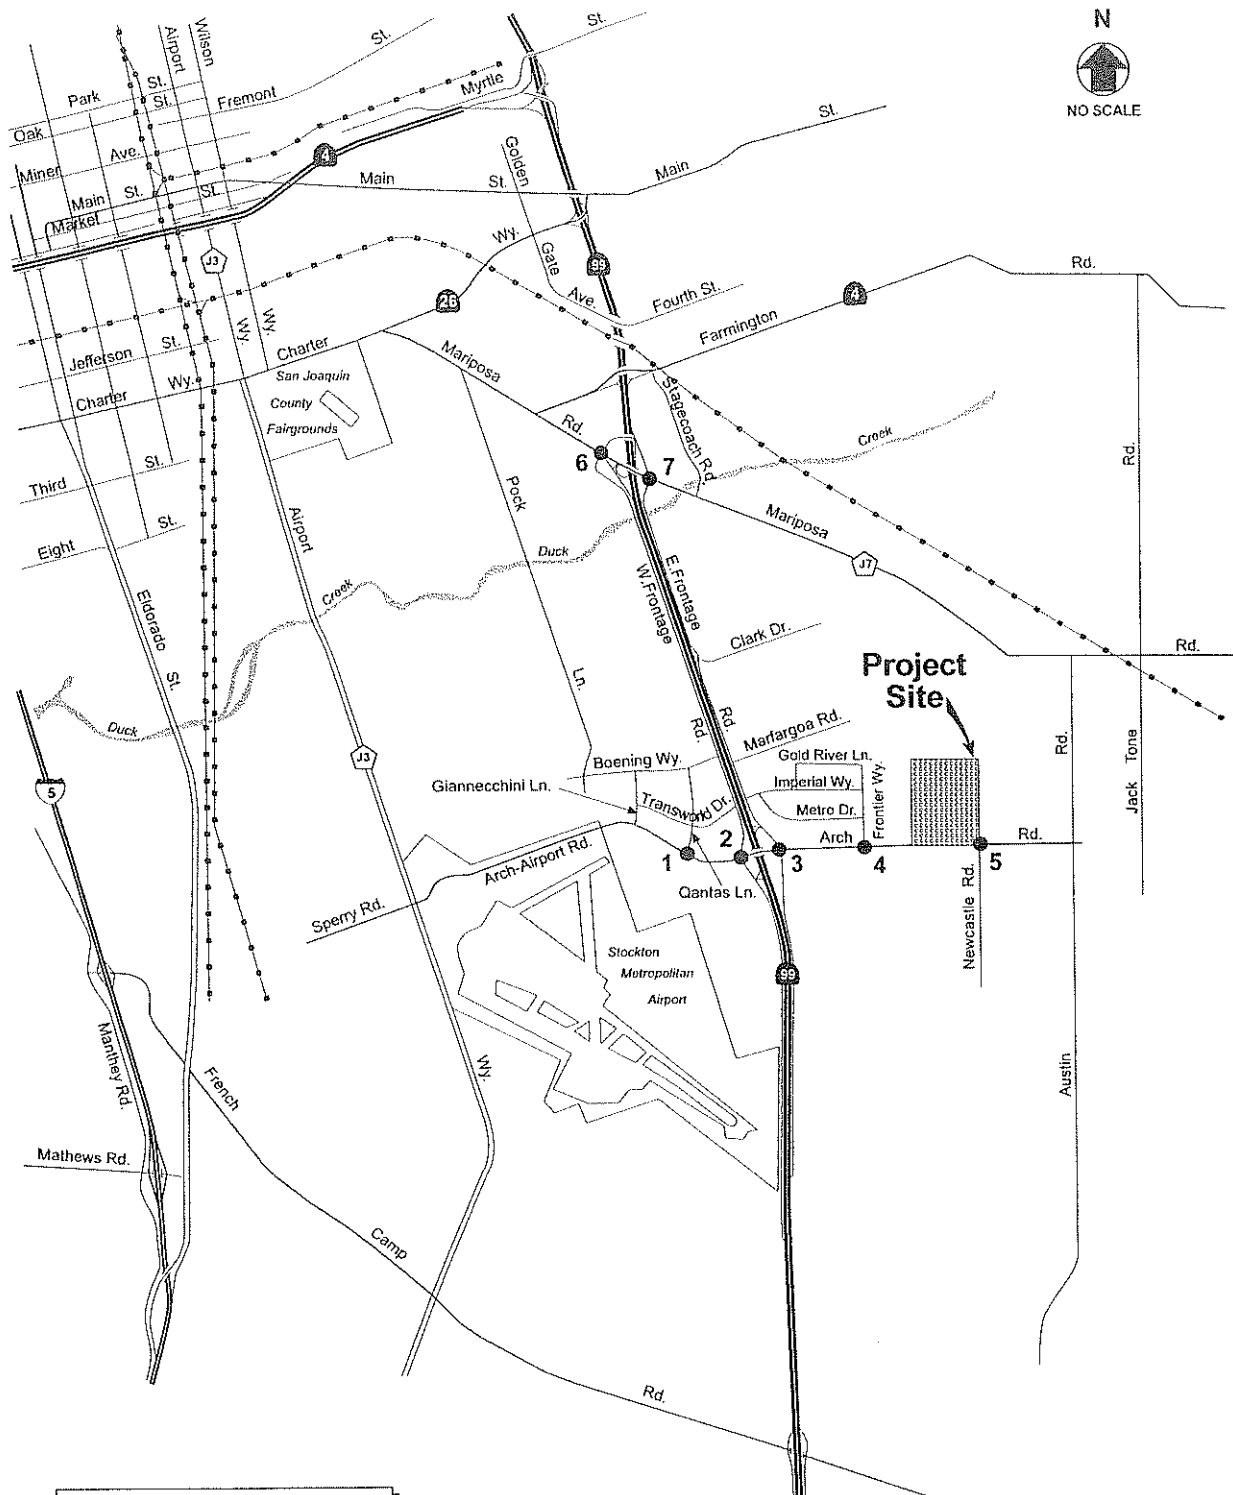 N
NO SCALE
Airport
Wilson
St.
St.
Park
St.
Oak
St.
Fremont
Myrtle
Miner
Ave.
4
Golden
St.
Main
St.
St.
Main
St.
Main
Market
Wy.
Gate
99
J3
Ave.
Fourth St.
Rd.
26
4
Farmington
Wy.
Wy.
Jefferson
St.
Charter
Mariposa
San Joaquin
County
Fairgrounds
Charter
Wy.
Stagecoach Rd.
Rd.
Creek
6
7
Rd.
Third
St.
Pock
Eight
St.
Airport
Mariposa
Duck
J7
E.Frontage
W.Frontage
Creek
Eldorado
St.
Clark Dr.
Rd.
Project
Site
Ln.
Duck
Rd.
Rd.
Marfargoa Rd.
Rd.
Jack Tone
J3
Boening Wy.
Gold River Ln.
Giannecchini Ln.
Imperial Wy.
Frontier Wy.
5
Transworld Dr.
Metro Dr.
Arch
Rd.
1
2
3
4
5
Arch-Airport Rd.
Qantas Ln.
Sperry Rd.
Newcastle Rd.
Stockton
Metropolitan
Airport
99
Manthey Rd.
French
Wy.
Austin
Mathews Rd.
Camp
Rd.